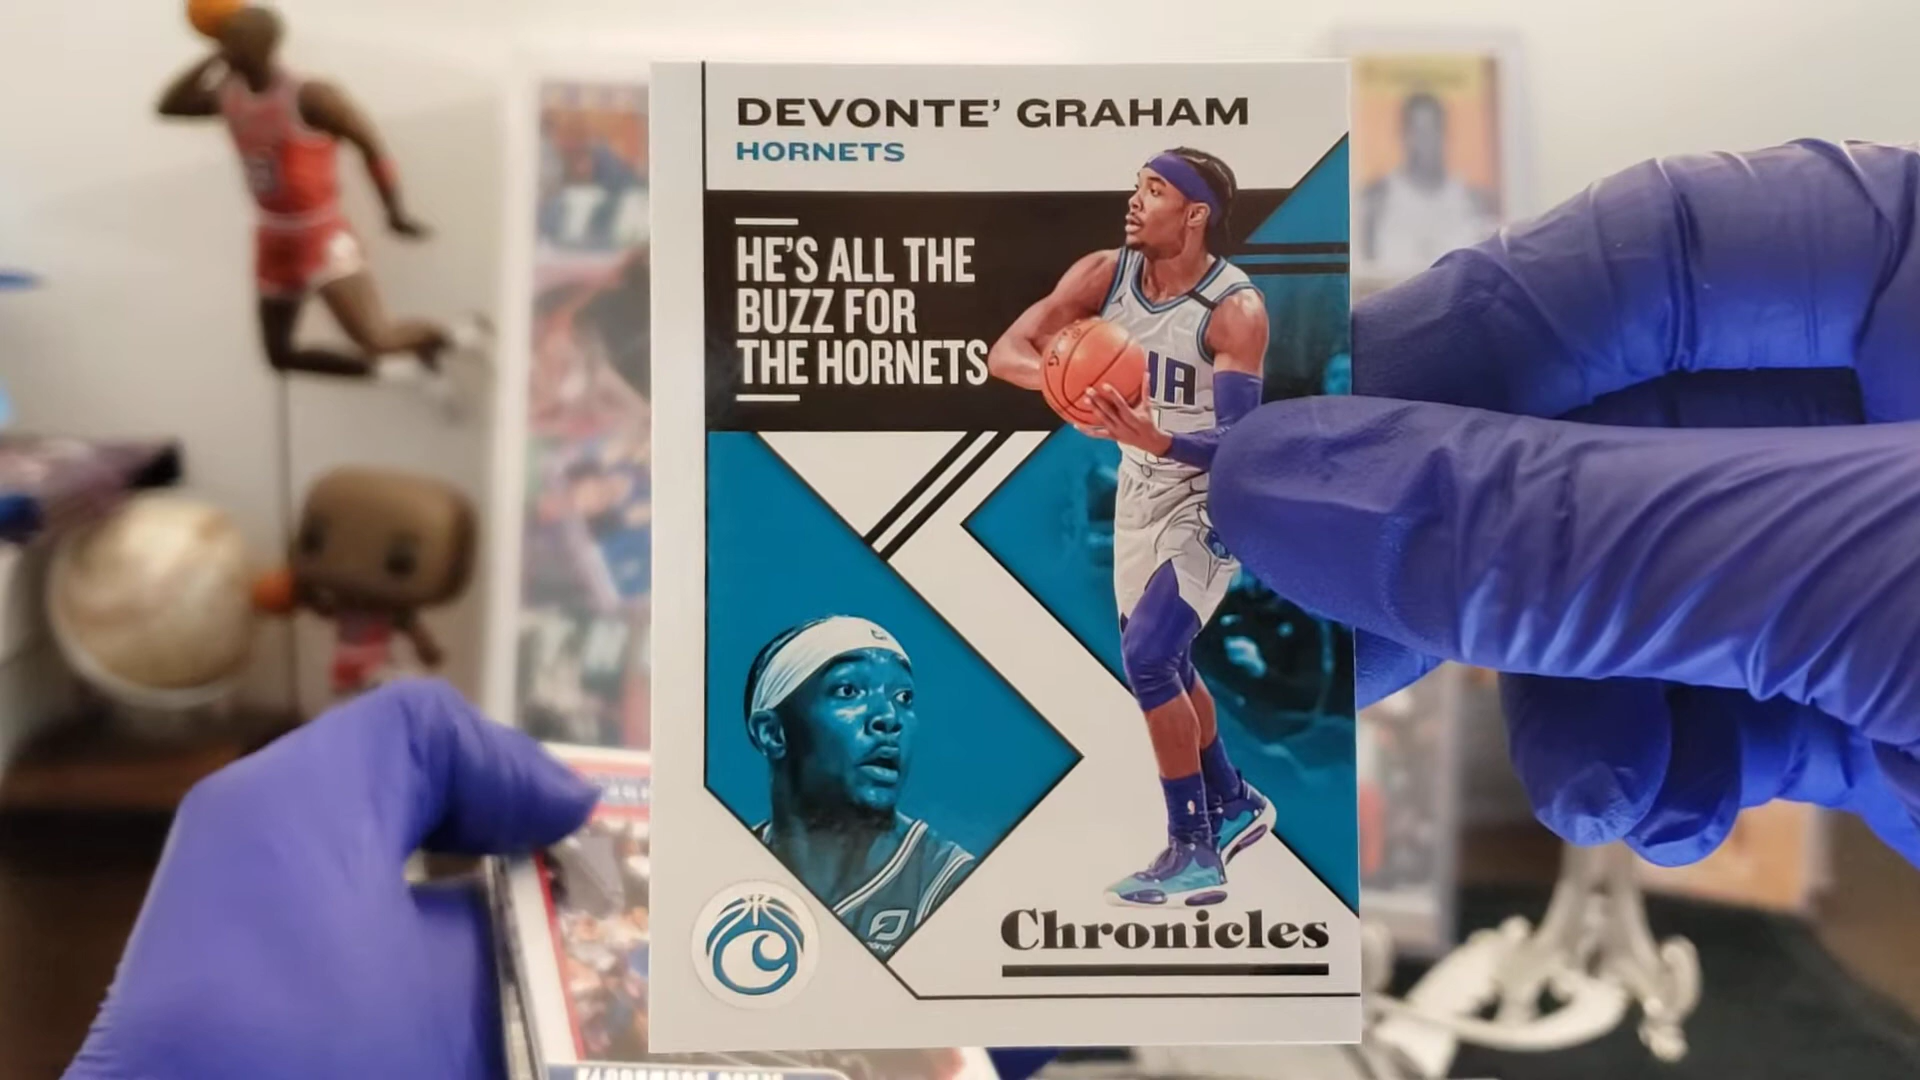 DEVONTE' GRAHAM
HORNETS
HE'S ALL THE
BUZZ FOR
THE HORNETS
Chronicles